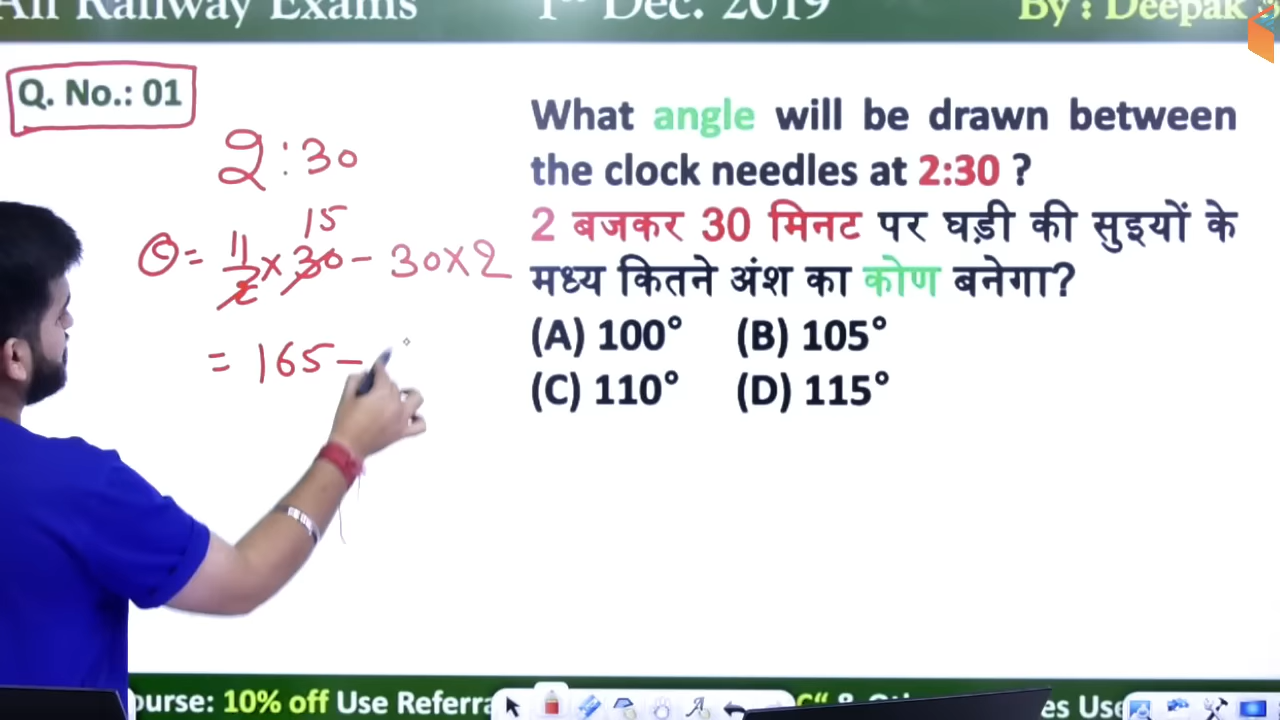 All Railway Exams 1st Dec. 2019 By : Deepak
Q. No.: 01
2:30
θ = 11/2 × 30 - 30×2
15
= 165 -
What angle will be drawn between
the clock needles at 2:30 ?
2 बजकर 30 मिनट पर घड़ी की सुइयों के
मध्य कितने अंश का कोण बनेगा?
(A) 100° (B) 105°
(C) 110° (D) 115°
ourse: 10% off Use Referra